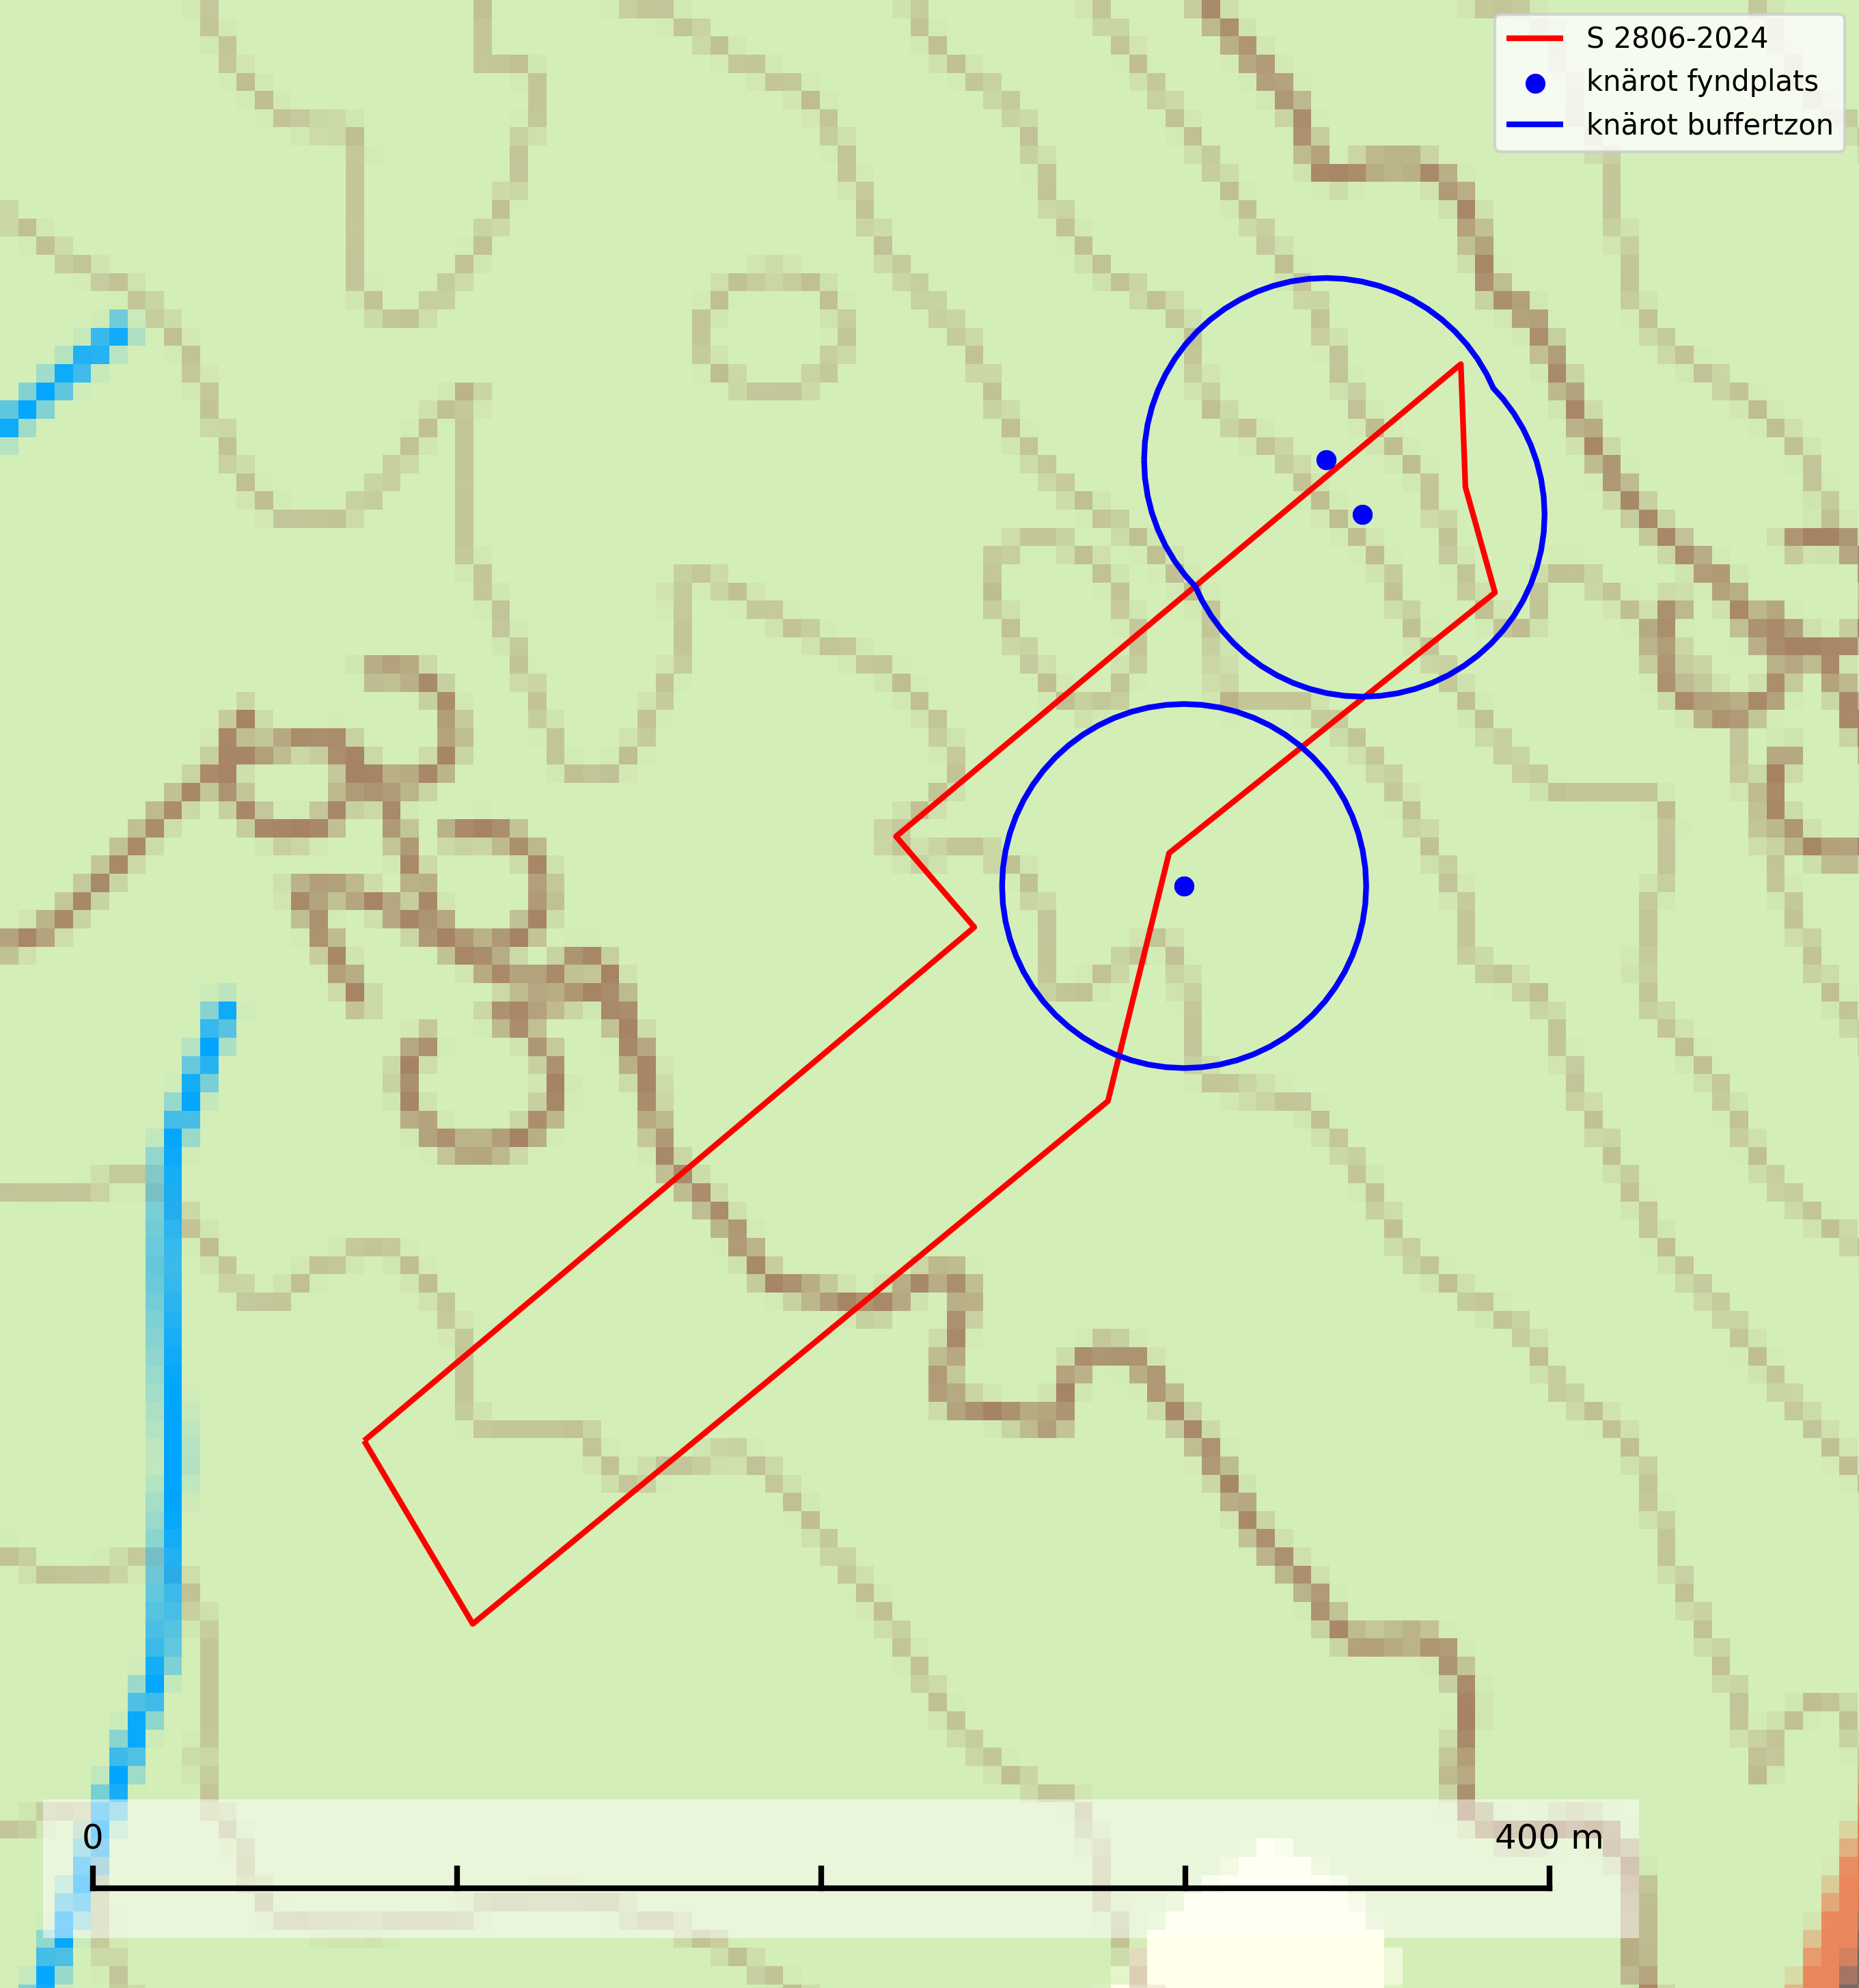 S 2806-2024
knärot fyndplats
knärot buffertzon
0
400 m